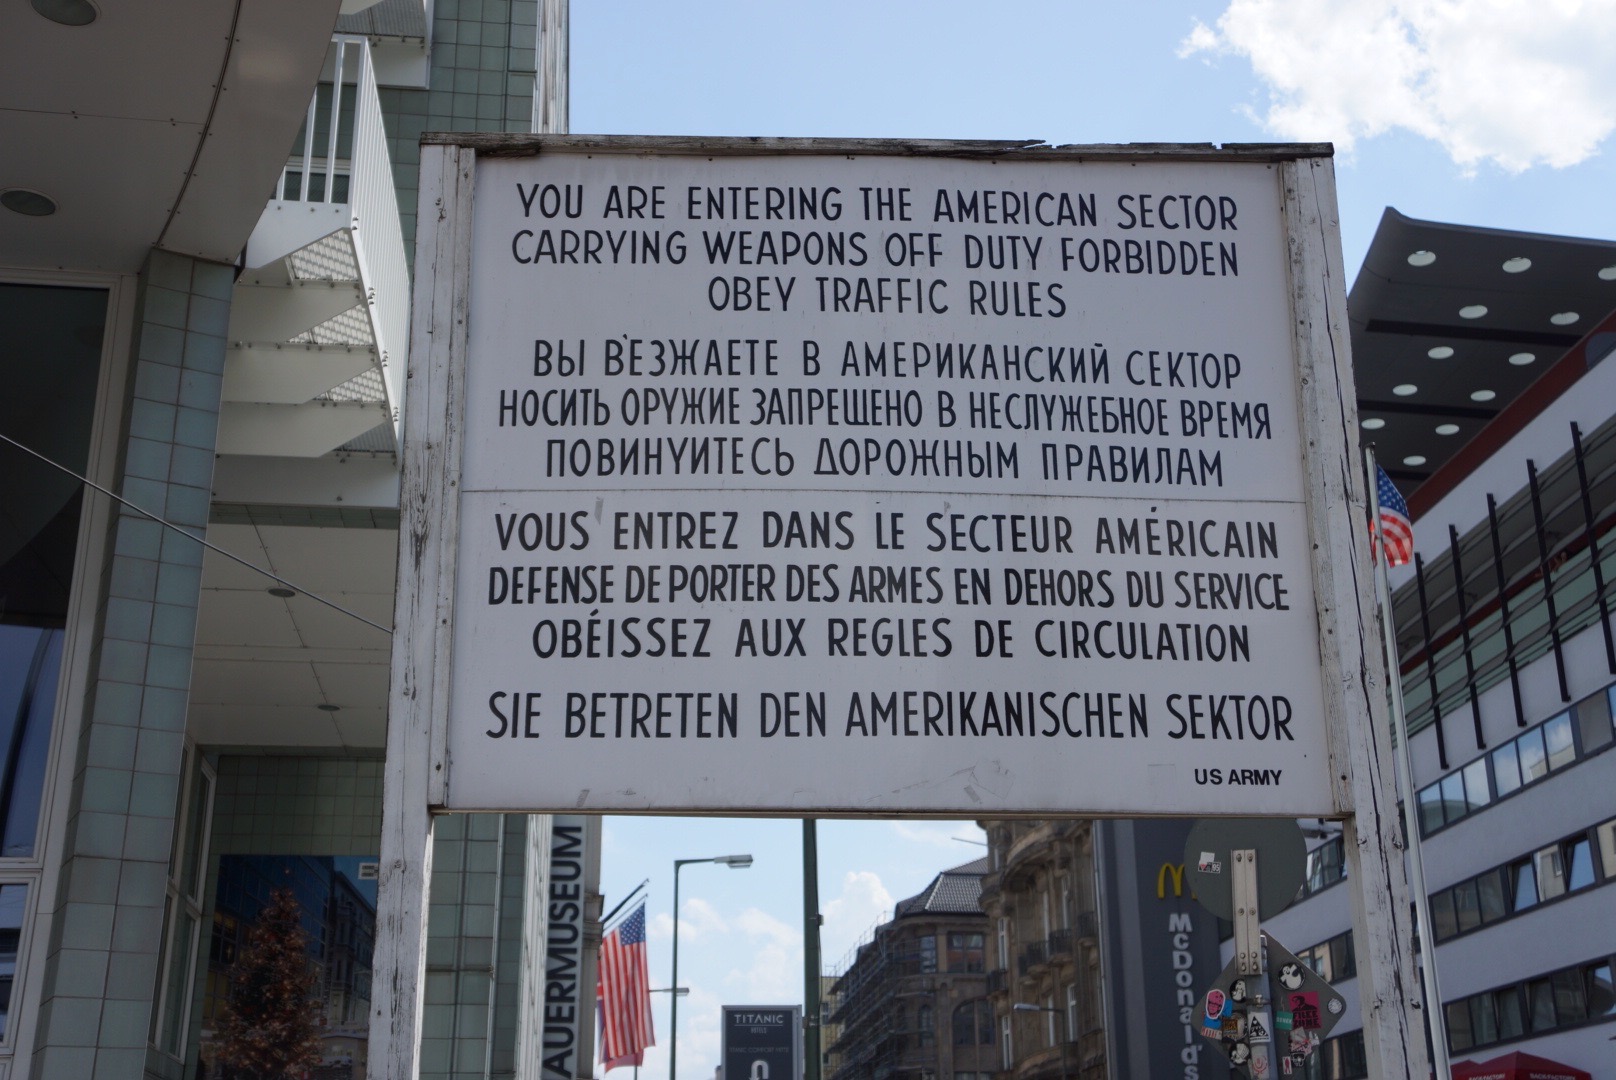 YOU ARE ENTERING THE AMERICAN SECTOR
CARRYING WEAPONS OFF DUTY FORBIDDEN
OBEY TRAFFIC RULES
ВЫ В'ЕЗЖАЕТЕ В АМЕРИКАНСКИЙ СЕКТОР
НОСИТЬ ОРУЖИЕ ЗАПРЕЩЕНО В НЕСЛУЖЕБНОЕ ВРЕМЯ
ПОВИНУИТЕСЬ ДОРОЖНЫМ ПРАВИЛАМ
VOUS ENTREZ DANS LE SECTEUR AMÉRICAIN
DEFENSE DE PORTER DES ARMES EN DEHORS DU SERVICE
OBÉISSEZ AUX REGLES DE CIRCULATION
SIE BETRETEN DEN AMERIKANISCHEN SEKTOR
US ARMY
AUERMUSEUM
TITANIC
McDonald's